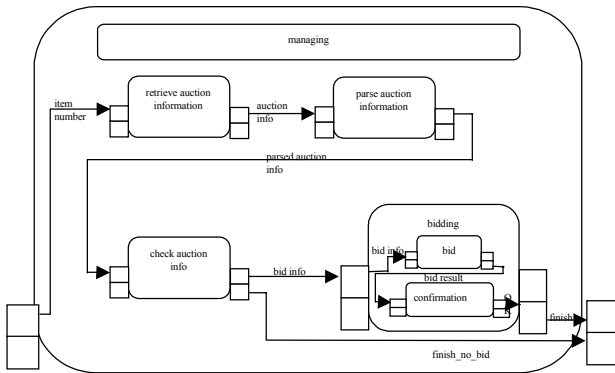 managing
retrieve auction
information
parse auction
information
item
number
auction
info
parsed auction
info
bidding
bid info
bid
check auction
info
bid info
bid result
confirmation
O
K
finish
finish_no_bid